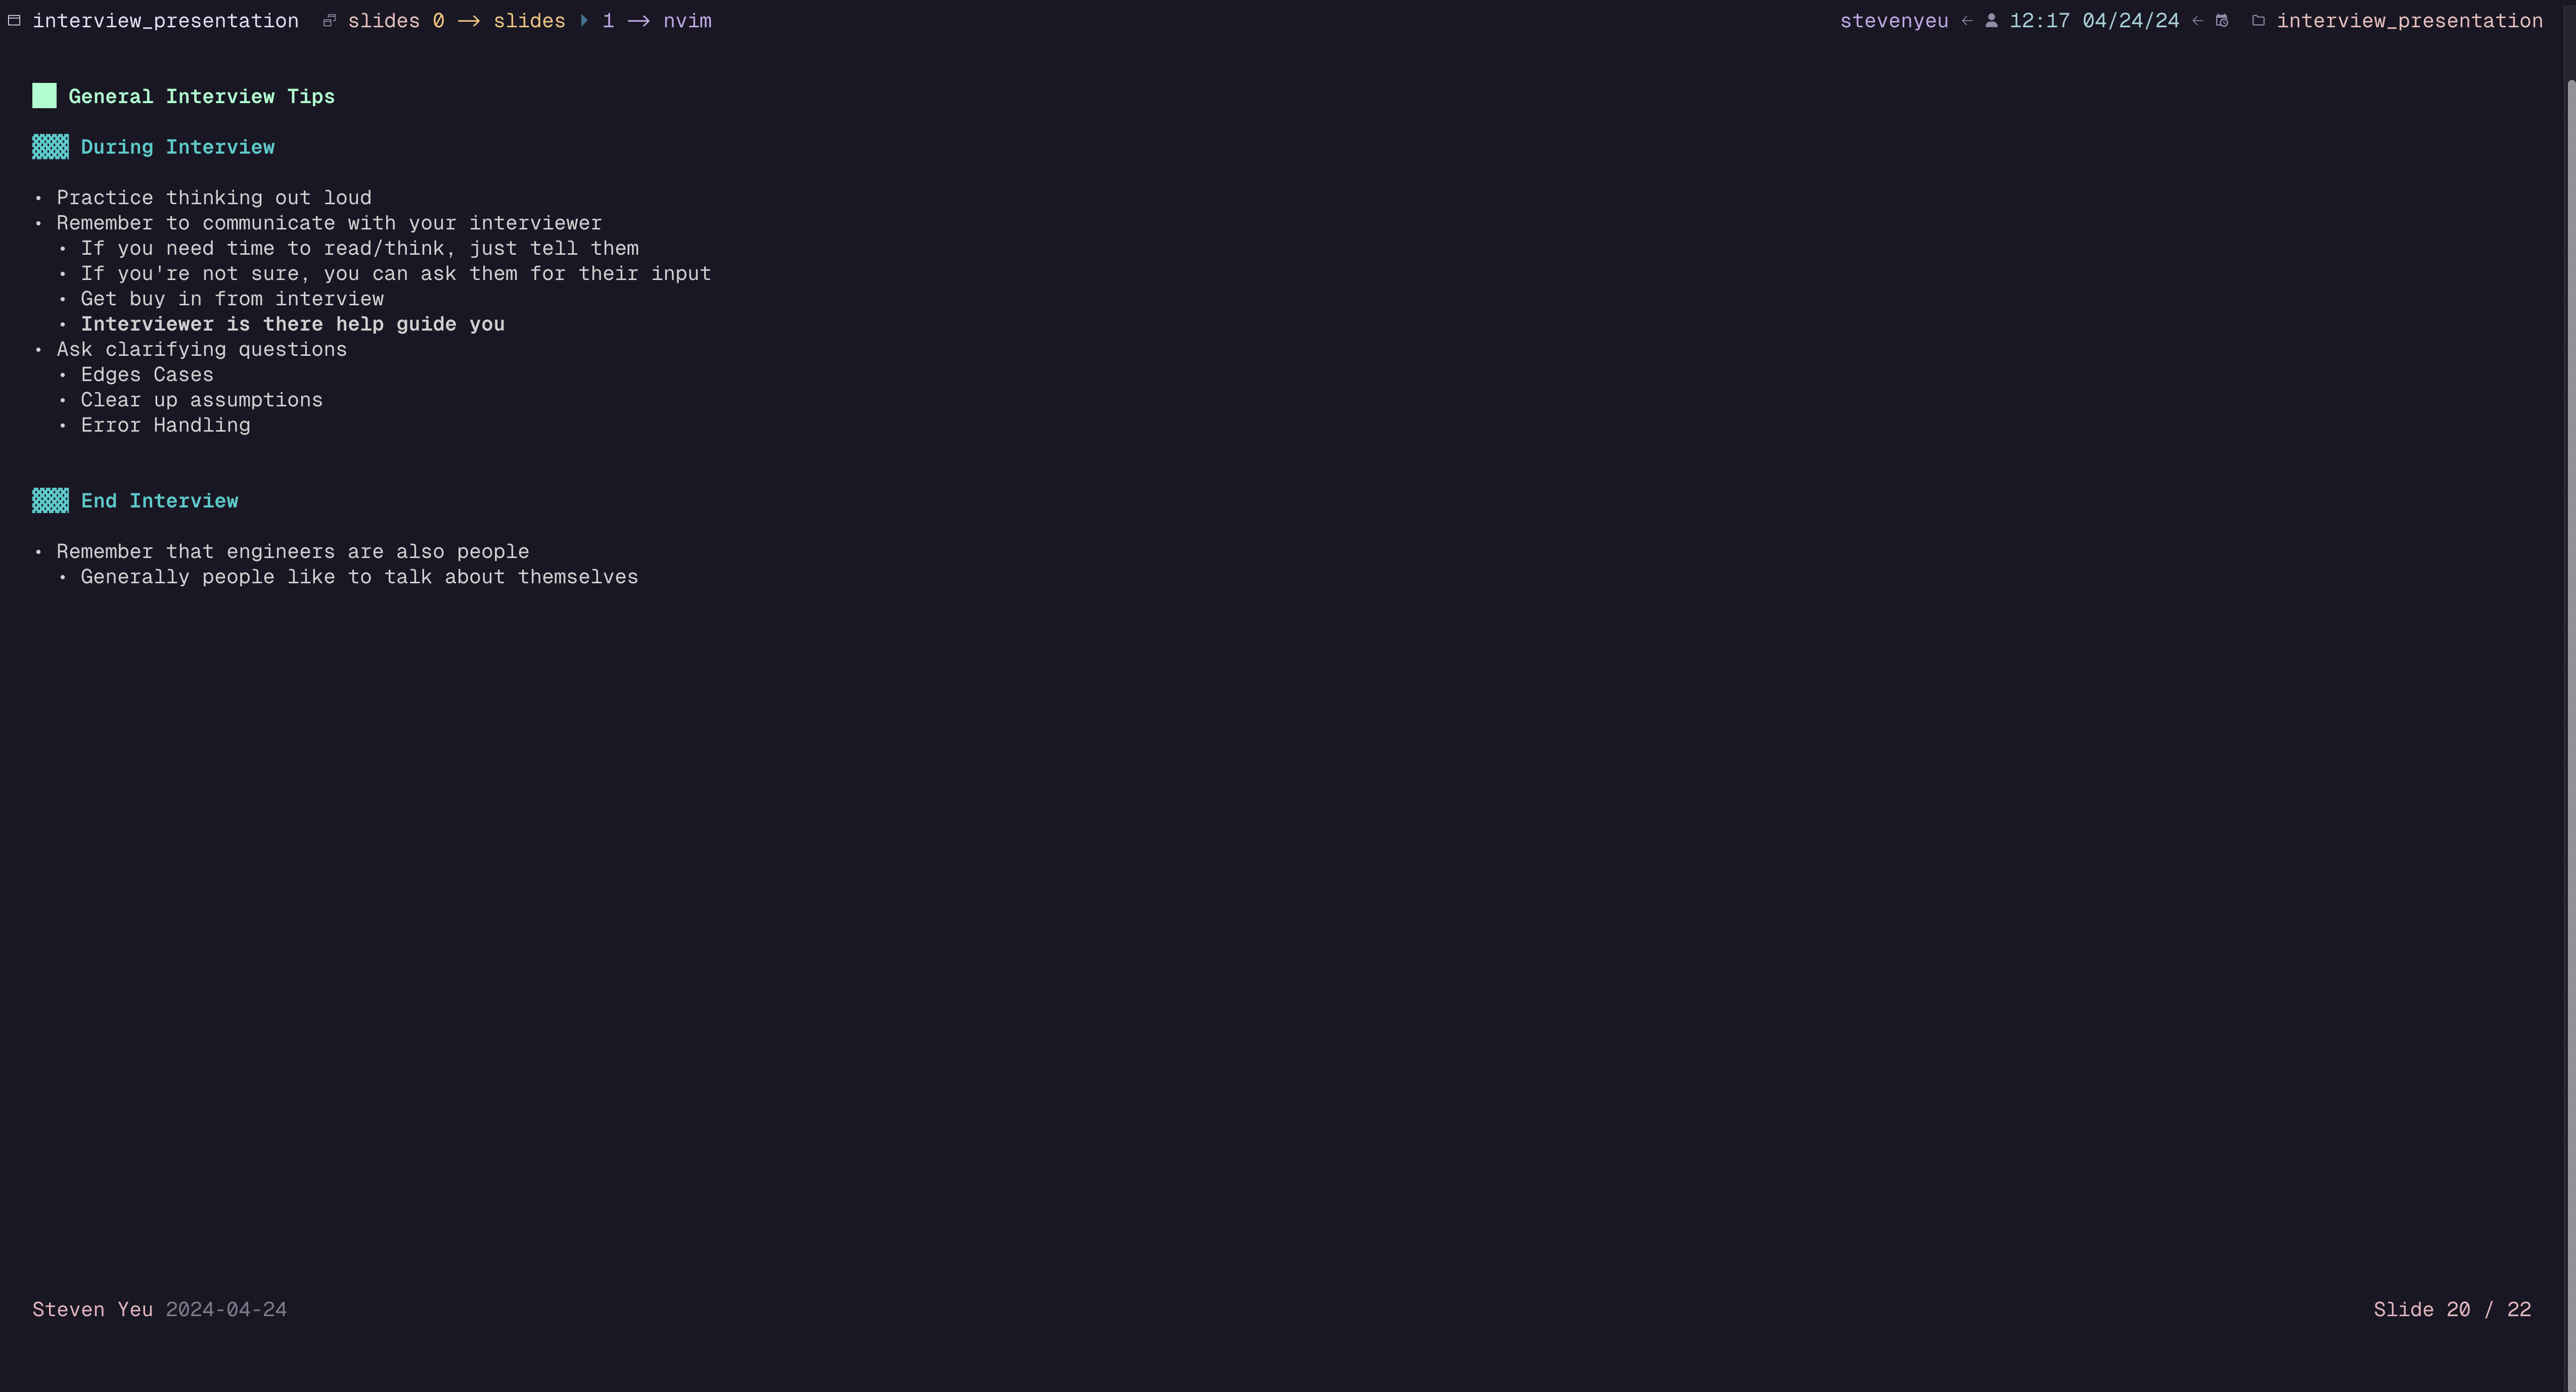 interview_presentation slides 0 → slides 1 → nvim stevenyeu ← 12:17 04/24/24 ← interview_presentation
General Interview Tips
During Interview
• Practice thinking out loud
• Remember to communicate with your interviewer
• If you need time to read/think, just tell them
• If you're not sure, you can ask them for their input
• Get buy in from interview
• Interviewer is there help guide you
• Ask clarifying questions
• Edges Cases
• Clear up assumptions
• Error Handling
End Interview
• Remember that engineers are also people
• Generally people like to talk about themselves
Steven Yeu 2024-04-24 Slide 20 / 22